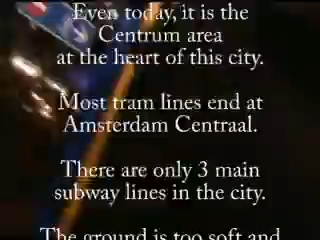 Even today, it is the
Centrum area
at the heart of this city.
Most tram lines end at
Amsterdam Centraal.
There are only 3 main
subway lines in the city.
The ground is too soft and